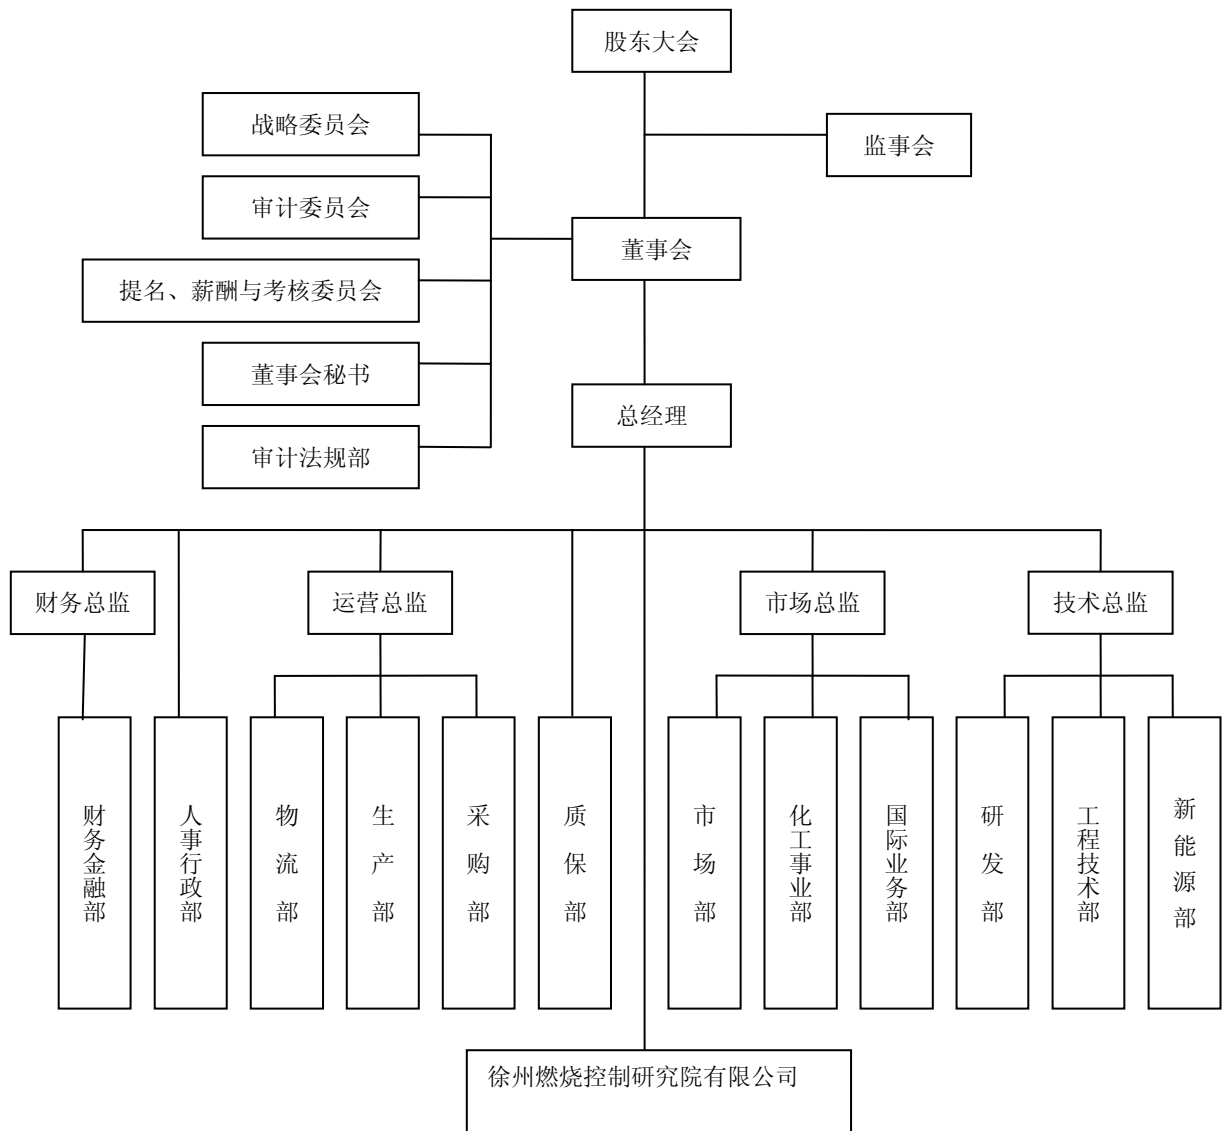 股东大会
战略委员会
监事会
审计委员会
董事会
提名、薪酬与考核委员会
董事会秘书
总经理
审计法规部
财务总监
运营总监
市场总监
技术总监
财务金融部
人事行政部
物流部
生产部
采购部
质保部
市场部
化工事业部
国际业务部
研发部
工程技术部
新能源部
徐州燃烧控制研究院有限公司